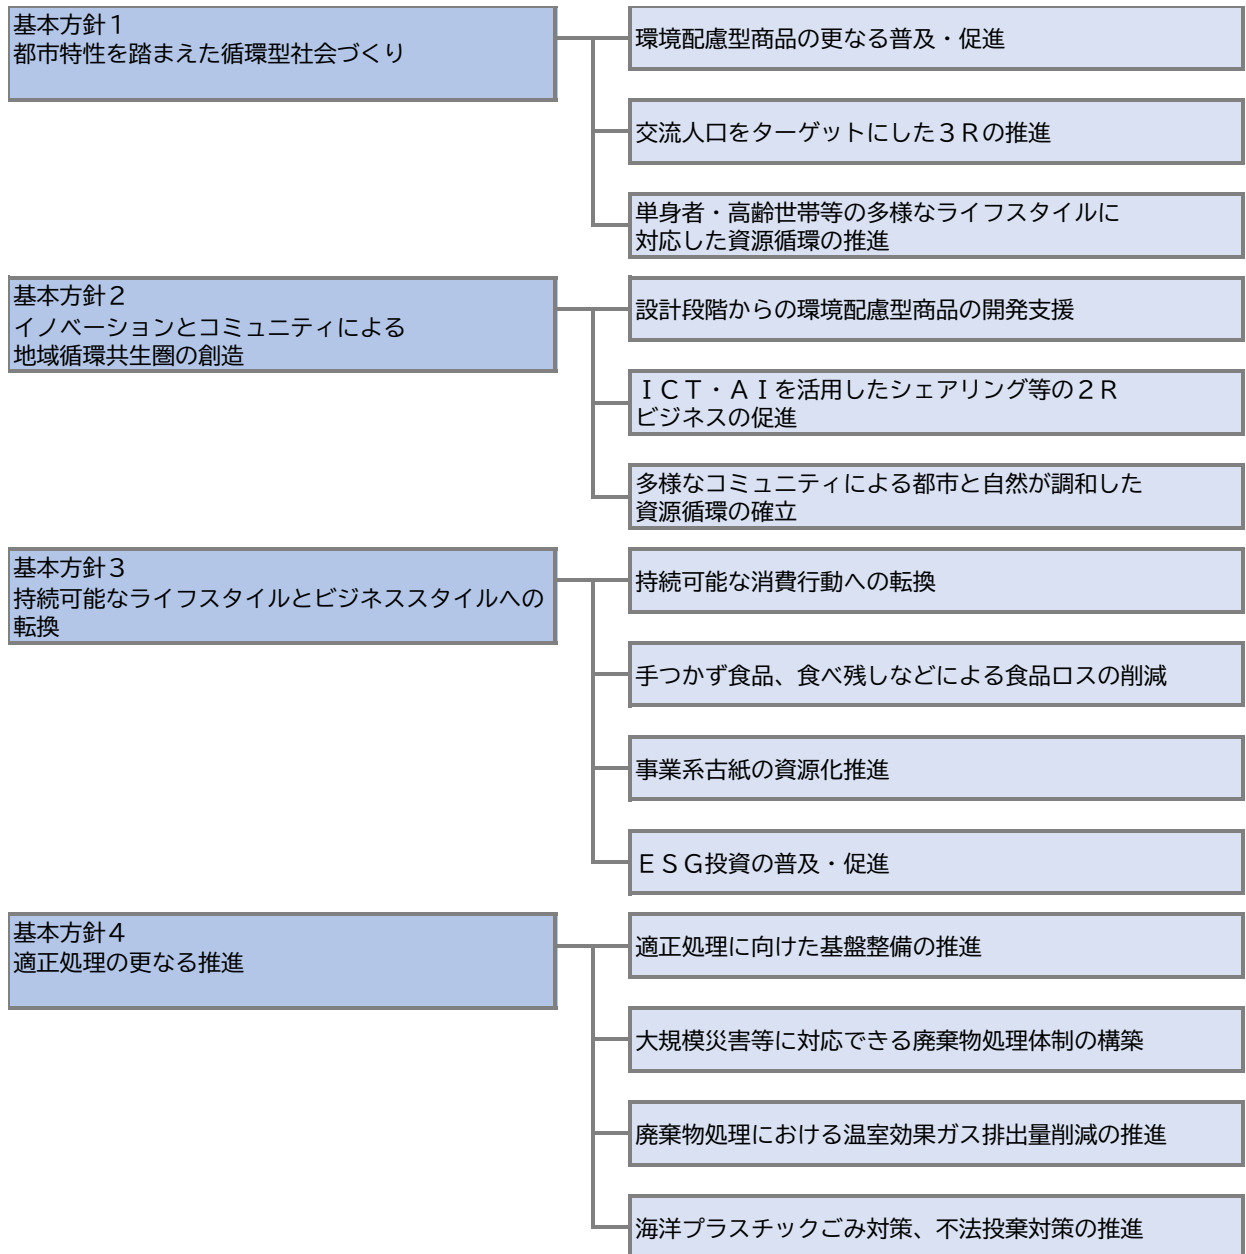 基本方針１
都市特性を踏まえた循環型社会づくり
環境配慮型商品の更なる普及・促進
交流人口をターゲットにした３Ｒの推進
単身者・高齢世帯等の多様なライフスタイルに
対応した資源循環の推進
基本方針２
イノベーションとコミュニティによる
地域循環共生圏の創造
設計段階からの環境配慮型商品の開発支援
ＩＣＴ・ＡＩを活用したシェアリング等の２Ｒ
ビジネスの促進
多様なコミュニティによる都市と自然が調和した
資源循環の確立
基本方針３
持続可能なライフスタイルとビジネススタイルへの
転換
持続可能な消費行動への転換
手つかず食品、食べ残しなどによる食品ロスの削減
事業系古紙の資源化推進
ＥＳＧ投資の普及・促進
基本方針４
適正処理の更なる推進
適正処理に向けた基盤整備の推進
大規模災害等に対応できる廃棄物処理体制の構築
廃棄物処理における温室効果ガス排出量削減の推進
海洋プラスチックごみ対策、不法投棄対策の推進